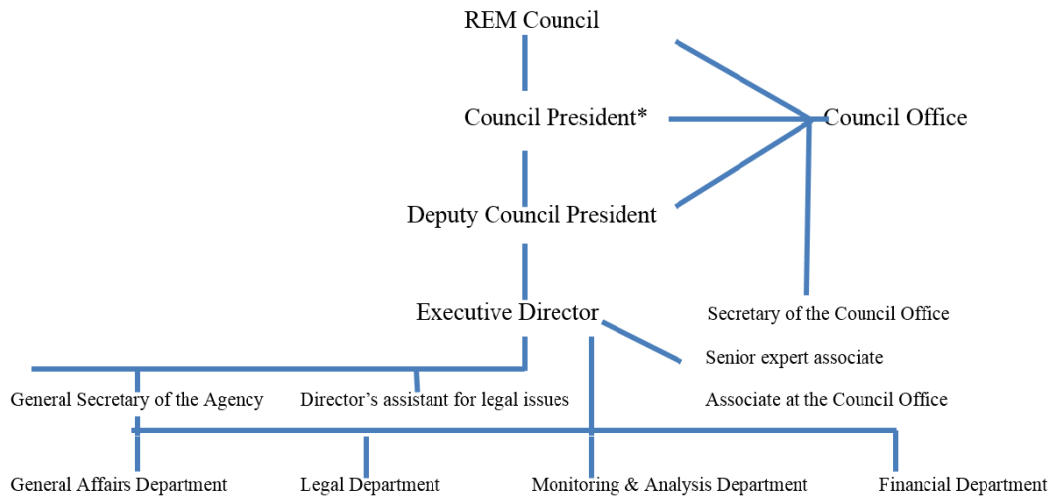 REM Council
Council President*
Council Office
Deputy Council President
Executive Director
Secretary of the Council Office
Senior expert associate
General Secretary of the Agency
Director's assistant for legal issues
Associate at the Council Office
General Affairs Department
Legal Department
Monitoring & Analysis Department
Financial Department